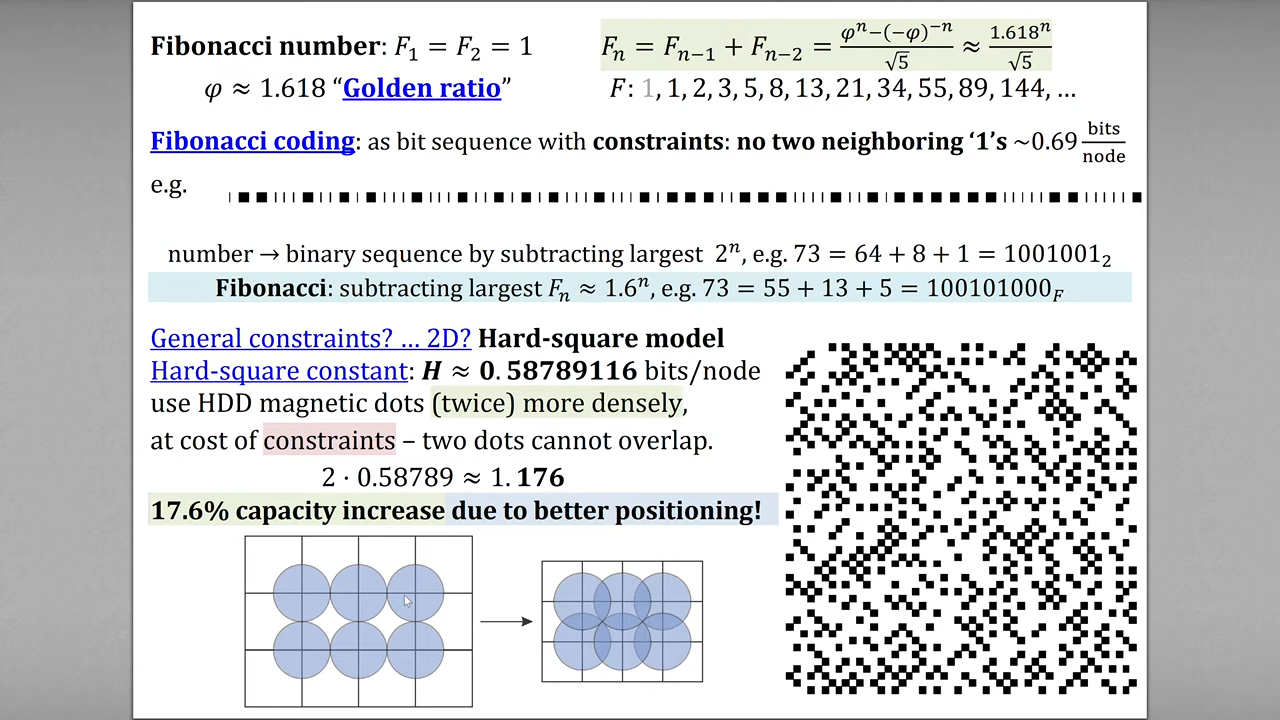 Fibonacci number: F₁ = F₂ = 1
Fₙ = Fₙ₋₁ + Fₙ₋₂ = (φⁿ−(−φ)⁻ⁿ)/√5 ≈ 1.618ⁿ/√5
φ ≈ 1.618 “Golden ratio”
F: 1, 1, 2, 3, 5, 8, 13, 21, 34, 55, 89, 144, …
Fibonacci coding: as bit sequence with constraints: no two neighboring ‘1’s ~0.69 bits/node
e.g.
number → binary sequence by subtracting largest 2ⁿ, e.g. 73 = 64 + 8 + 1 = 1001001₂
Fibonacci: subtracting largest Fₙ ≈ 1.6ⁿ, e.g. 73 = 55 + 13 + 5 = 100101000_F
General constraints? … 2D? Hard-square model
Hard-square constant: H ≈ 0.58789116 bits/node
use HDD magnetic dots (twice) more densely,
at cost of constraints – two dots cannot overlap.
2 · 0.58789 ≈ 1.176
17.6% capacity increase due to better positioning!